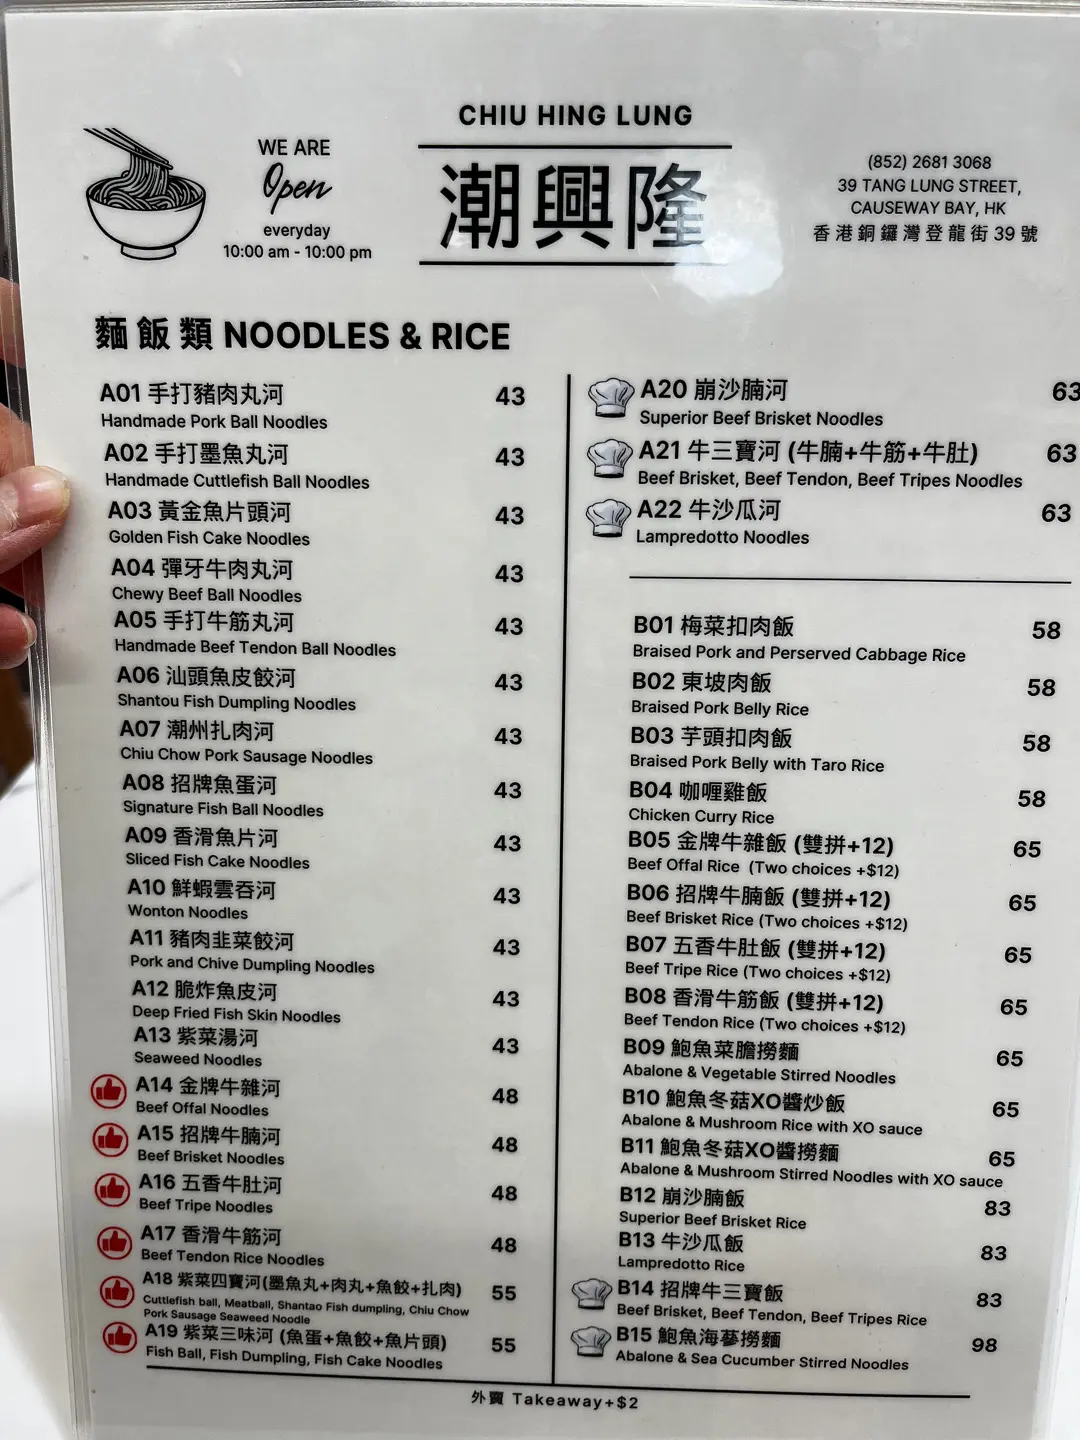 CHIU HING LUNG
WE ARE
Open
everyday
10:00 am - 10:00 pm
潮興隆
(852) 2681 3068
39 TANG LUNG STREET,
CAUSEWAY BAY, HK
香港銅鑼灣登龍街 39 號
麵飯類 NOODLES & RICE
A01 手打豬肉丸河 43
Handmade Pork Ball Noodles
A02 手打墨魚丸河 43
Handmade Cuttlefish Ball Noodles
A03 黃金魚片頭河 43
Golden Fish Cake Noodles
A04 彈牙牛肉丸河 43
Chewy Beef Ball Noodles
A05 手打牛筋丸河 43
Handmade Beef Tendon Ball Noodles
A06 汕頭魚皮餃河 43
Shantou Fish Dumpling Noodles
A07 潮州扎肉河 43
Chiu Chow Pork Sausage Noodles
A08 招牌魚蛋河 43
Signature Fish Ball Noodles
A09 香滑魚片河 43
Sliced Fish Cake Noodles
A10 鮮蝦雲吞河 43
Wonton Noodles
A11 豬肉韭菜餃河 43
Pork and Chive Dumpling Noodles
A12 脆炸魚皮河 43
Deep Fried Fish Skin Noodles
A13 紫菜湯河 43
Seaweed Noodles
A14 金牌牛雜河 48
Beef Offal Noodles
A15 招牌牛腩河 48
Beef Brisket Noodles
A16 五香牛肚河 48
Beef Tripe Noodles
A17 香滑牛筋河 48
Beef Tendon Rice Noodles
A18 紫菜四寶河(墨魚丸+肉丸+魚餃+扎肉) 55
Cuttlefish ball, Meatball, Shantao Fish dumpling, Chiu Chow
Pork Sausage Seaweed Noodle
A19 紫菜三味河 (魚蛋+魚餃+魚片頭) 55
Fish Ball, Fish Dumpling, Fish Cake Noodles
A20 崩沙腩河 63
Superior Beef Brisket Noodles
A21 牛三寶河 (牛腩+牛筋+牛肚) 63
Beef Brisket, Beef Tendon, Beef Tripes Noodles
A22 牛沙瓜河 63
Lampredotto Noodles
B01 梅菜扣肉飯 58
Braised Pork and Perserved Cabbage Rice
B02 東坡肉飯 58
Braised Pork Belly Rice
B03 芋頭扣肉飯 58
Braised Pork Belly with Taro Rice
B04 咖喱雞飯 58
Chicken Curry Rice
B05 金牌牛雜飯 (雙拼+12) 65
Beef Offal Rice (Two choices +$12)
B06 招牌牛腩飯 (雙拼+12) 65
Beef Brisket Rice (Two choices +$12)
B07 五香牛肚飯 (雙拼+12) 65
Beef Tripe Rice (Two choices +$12)
B08 香滑牛筋飯 (雙拼+12) 65
Beef Tendon Rice (Two choices +$12)
B09 鮑魚菜膽撈麵 65
Abalone & Vegetable Stirred Noodles
B10 鮑魚冬菇XO醬炒飯 65
Abalone & Mushroom Rice with XO sauce
B11 鮑魚冬菇XO醬撈麵 65
Abalone & Mushroom Stirred Noodles with XO sauce
B12 崩沙腩飯 83
Superior Beef Brisket Rice
B13 牛沙瓜飯 83
Lampredotto Rice
B14 招牌牛三寶飯 83
Beef Brisket, Beef Tendon, Beef Tripes Rice
B15 鮑魚海蔘撈麵 98
Abalone & Sea Cucumber Stirred Noodles
外賣 Takeaway+$2